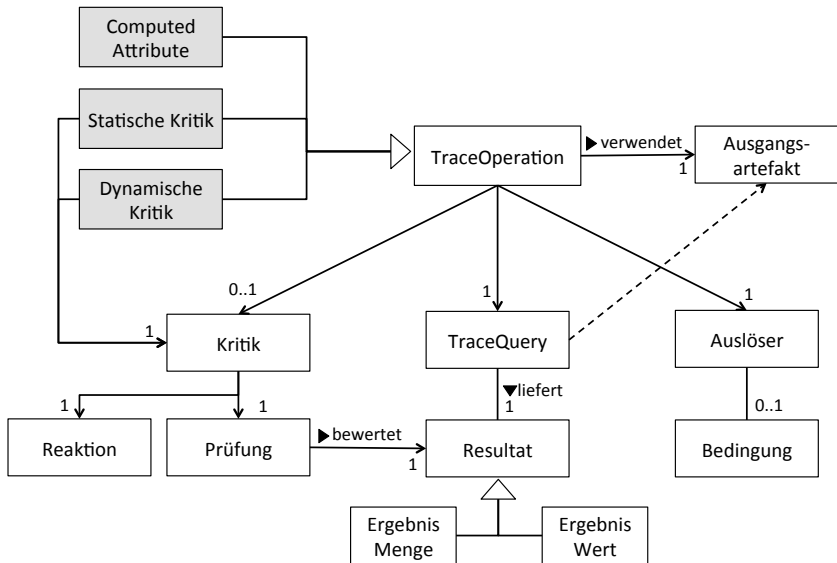 Computed
Attribute
Statische Kritik
Dynamische
Kritik
TraceOperation
verwendet
1
Ausgangs-
artefakt
0..1
1
1
1
Kritik
TraceQuery
Auslöser
liefert
1
0..1
1
1
Reaktion
Prüfung
bewertet
1
Resultat
Bedingung
Ergebnis
Menge
Ergebnis
Wert